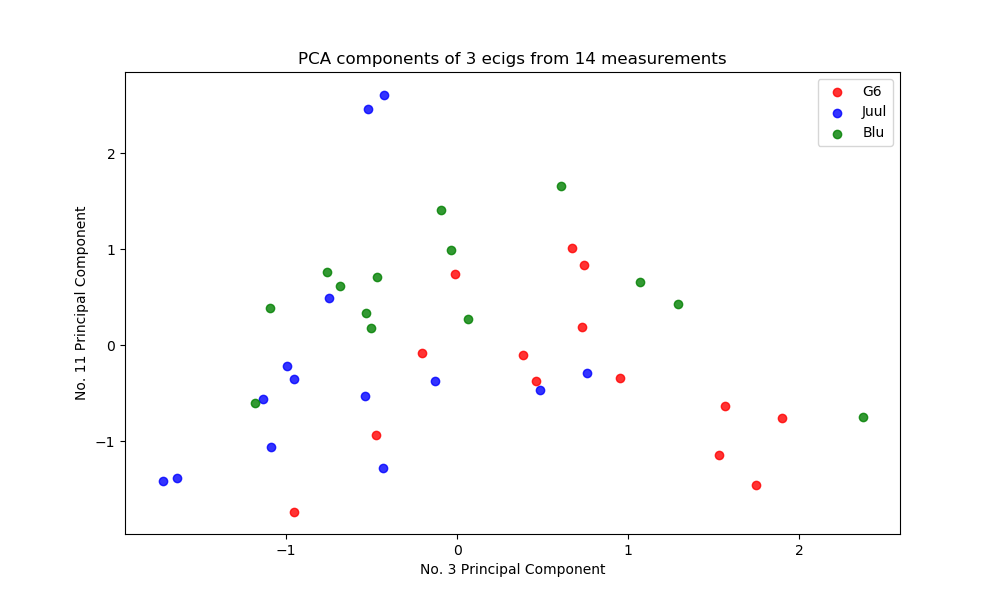 PCA components of 3 ecigs from 14 measurements
G6
Juul
Blu
2
1
0
−1
No. 11 Principal Component
−1
0
1
2
No. 3 Principal Component